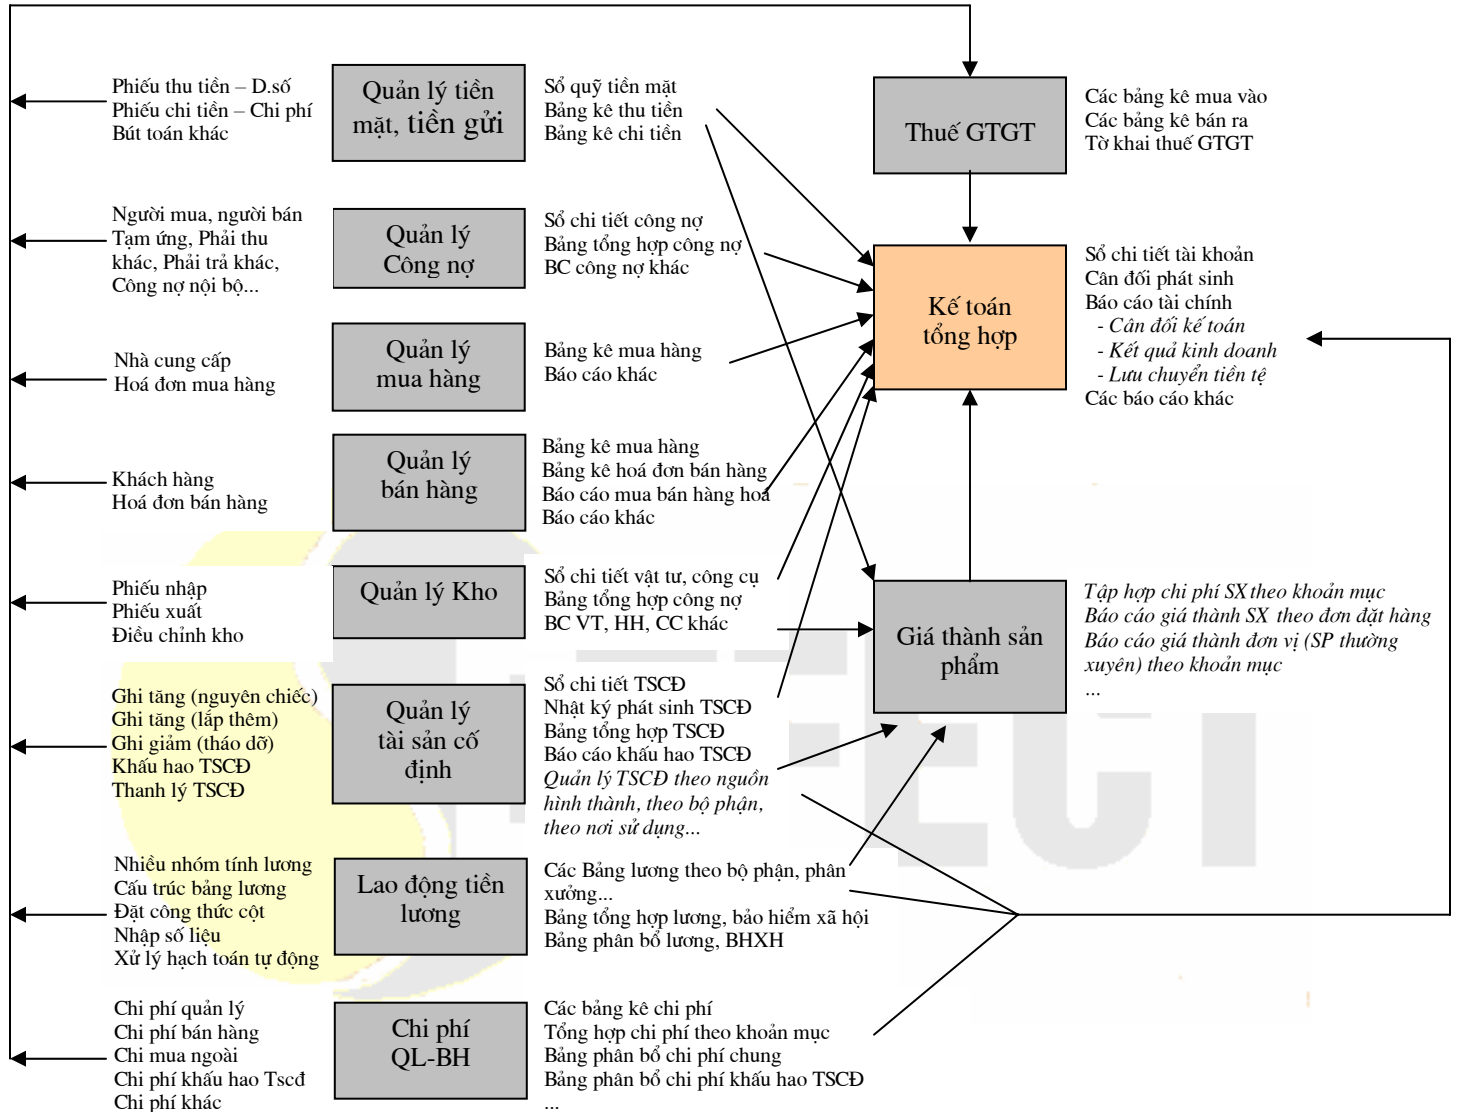 Phiếu thu tiền – D.số
Phiếu chi tiền – Chi phí
Bút toán khác
Quản lý tiền
mặt, tiền gửi
Sổ quỹ tiền mặt
Bảng kê thu tiền
Bảng kê chi tiền
Thuế GTGT
Các bảng kê mua vào
Các bảng kê bán ra
Tờ khai thuế GTGT
Người mua, người bán
Tạm ứng, Phải thu
khác, Phải trả khác,
Công nợ nội bộ...
Quản lý
Công nợ
Sổ chi tiết công nợ
Bảng tổng hợp công nợ
BC công nợ khác
Kế toán
tổng hợp
Sổ chi tiết tài khoản
Cân đối phát sinh
Báo cáo tài chính
- Cân đối kế toán
- Kết quả kinh doanh
- Lưu chuyển tiền tệ
Các báo cáo khác
Nhà cung cấp
Hoá đơn mua hàng
Quản lý
mua hàng
Bảng kê mua hàng
Báo cáo khác
Khách hàng
Hoá đơn bán hàng
Quản lý
bán hàng
Bảng kê mua hàng
Bảng kê hoá đơn bán hàng
Báo cáo mua bán hàng hoá
Báo cáo khác
Phiếu nhập
Phiếu xuất
Điều chỉnh kho
Quản lý Kho
Sổ chi tiết vật tư, công cụ
Bảng tổng hợp công nợ
BC VT, HH, CC khác
Giá thành sản
phẩm
Tập hợp chi phí SX theo khoản mục
Báo cáo giá thành SX theo đơn đặt hàng
Báo cáo giá thành đơn vị (SP thường
xuyên) theo khoản mục
...
Ghi tăng (nguyên chiếc)
Ghi tăng (lắp thêm)
Ghi giảm (tháo dỡ)
Khấu hao TSCĐ
Thanh lý TSCĐ
Quản lý
tài sản cố
định
Sổ chi tiết TSCĐ
Nhật ký phát sinh TSCĐ
Bảng tổng hợp TSCĐ
Báo cáo khấu hao TSCĐ
Quản lý TSCĐ theo nguồn
hình thành, theo bộ phận,
theo nơi sử dụng...
Nhiều nhóm tính lương
Cấu trúc bảng lương
Đặt công thức cột
Nhập số liệu
Xử lý hạch toán tự động
Lao động tiền
lương
Các Bảng lương theo bộ phận, phân
xưởng...
Bảng tổng hợp lương, bảo hiểm xã hội
Bảng phân bổ lương, BHXH
Chi phí quản lý
Chi phí bán hàng
Chi mua ngoài
Chi phí khấu hao Tscđ
Chi phí khác
Chi phí
QL-BH
Các bảng kê chi phí
Tổng hợp chi phí theo khoản mục
Bảng phân bổ chi phí chung
Bảng phân bổ chi phí khấu hao TSCĐ
...